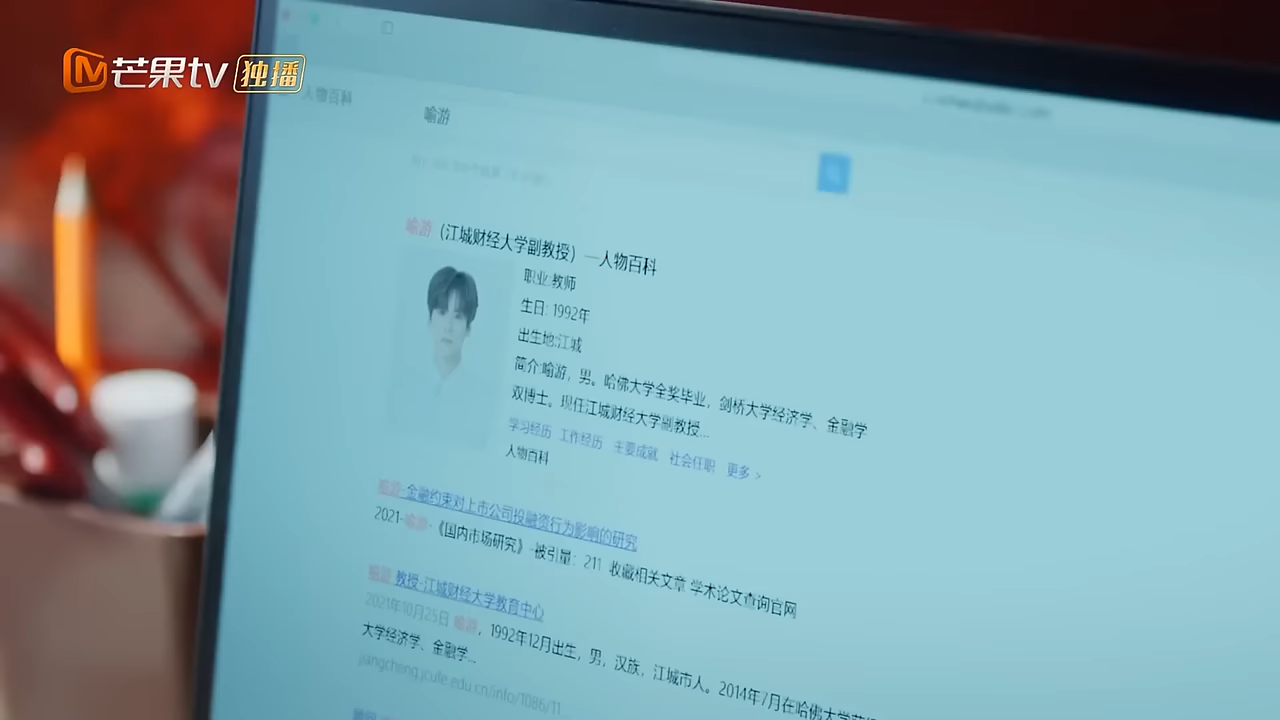 芒果tv 独播
人物百科
喻游
喻游（江城财经大学副教授）—人物百科
职业:教师
生日: 1992年
出生地:江城
简介:喻游，男。哈佛大学全奖毕业，剑桥大学经济学、金融学
双博士。现任江城财经大学副教授...
学习经历 工作经历 主要成就 社会任职 更多 >
人物百科
喻游-金融约束对上市公司投融资行为影响的研究
2021-喻游-《国内市场研究》-被引量：211 收藏相关文章 学术论文查询官网
喻游 教授-江城财经大学教育中心
2021年10月25日 喻游，1992年12月出生，男，汉族，江城市人。2014年7月在哈佛大学
大学经济学、金融学...
jiangcheng.jcufe.edu.cn/info/1086/11